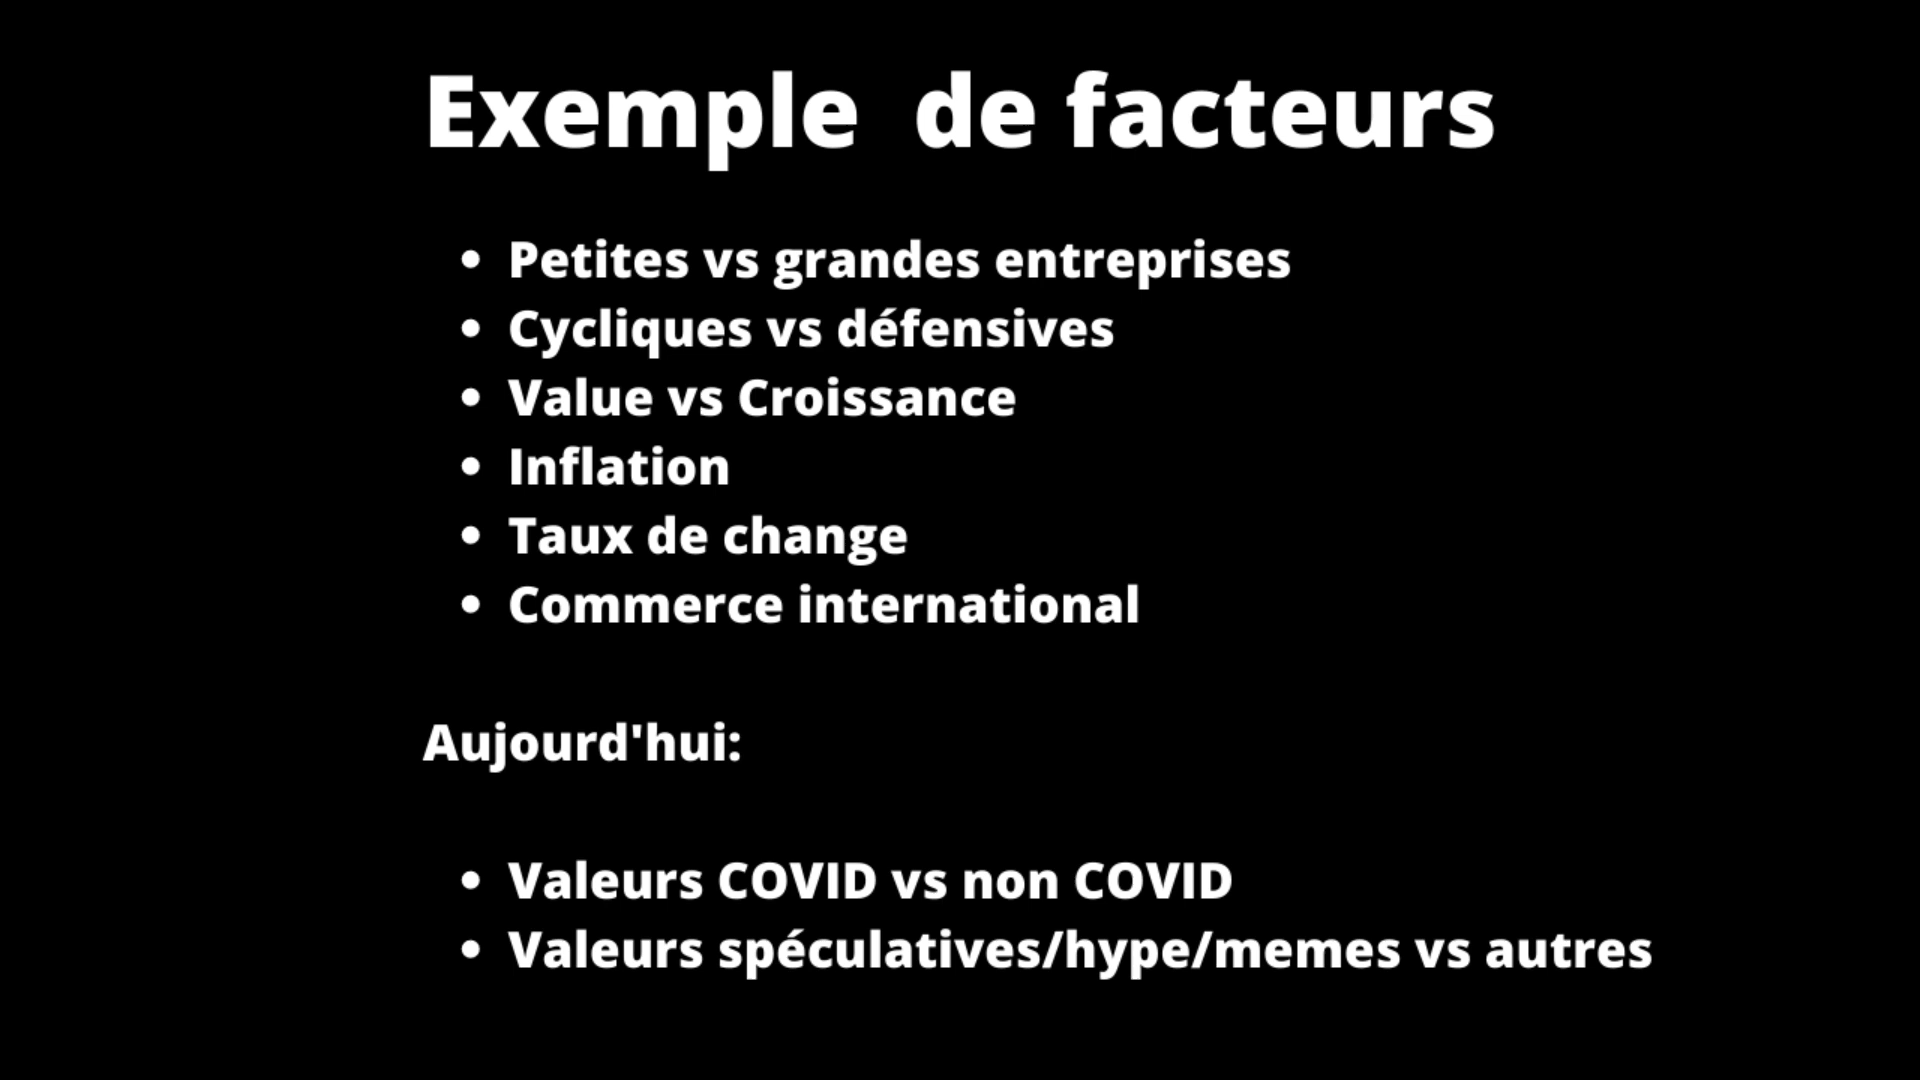 Exemple de facteurs
• Petites vs grandes entreprises
• Cycliques vs défensives
• Value vs Croissance
• Inflation
• Taux de change
• Commerce international
Aujourd'hui:
• Valeurs COVID vs non COVID
• Valeurs spéculatives/hype/memes vs autres